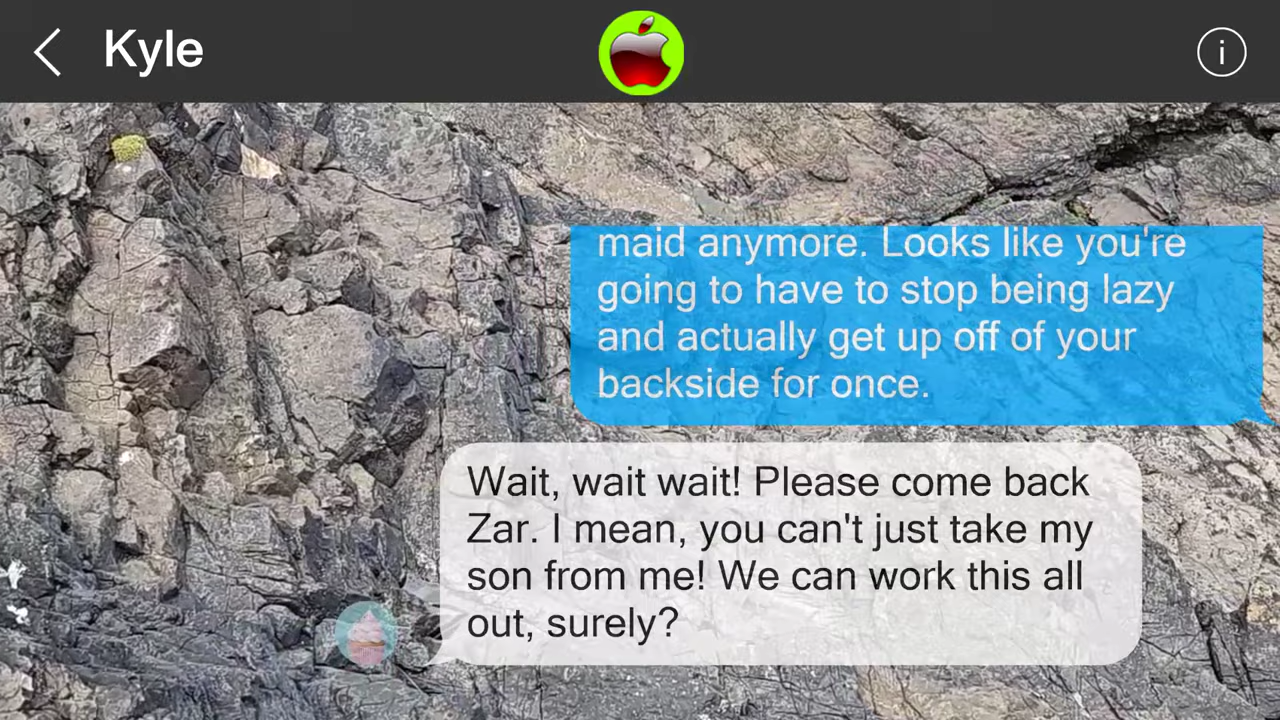 Kyle
i
maid anymore. Looks like you're
going to have to stop being lazy
and actually get up off of your
backside for once.
Wait, wait wait! Please come back
Zar. I mean, you can't just take my
son from me! We can work this all
out, surely?